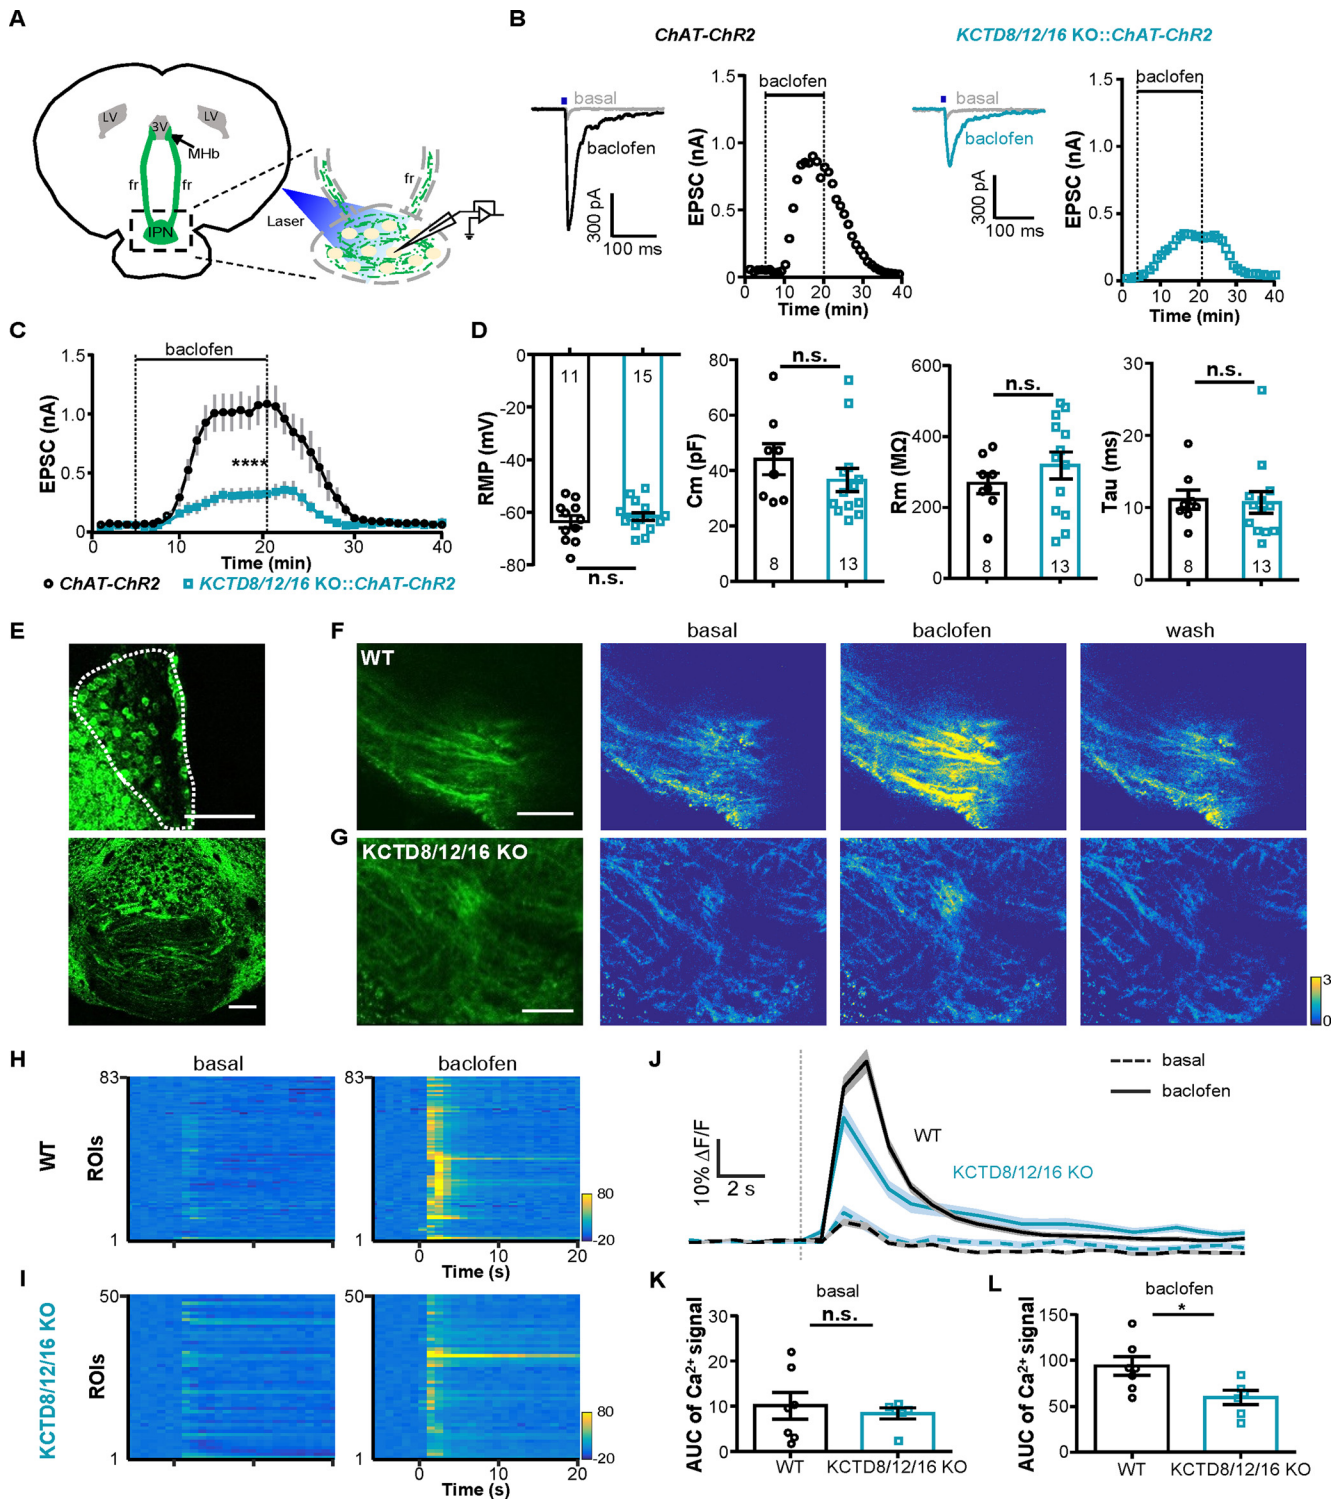 A
LV
3V
LV
MHb
fr
fr
IPN
fr
Laser
B
ChAT-ChR2
basal
baclofen
300 pA
100 ms
baclofen
EPSC (nA)
1.5
1.0
0.5
0
0
10
20
30
40
Time (min)
KCTD8/12/16 KO::ChAT-ChR2
basal
baclofen
300 pA
100 ms
baclofen
EPSC (nA)
1.5
1.0
0.5
0
0
10
20
30
40
Time (min)
C
baclofen
EPSC (nA)
1.5
1.0
0.5
0
****
0
10
20
30
40
Time (min)
ChAT-ChR2
KCTD8/12/16 KO::ChAT-ChR2
D
RMP (mV)
0
-20
-40
-60
-80
11
15
n.s.
Cm (pF)
60
40
20
0
80
n.s.
8
13
Rm (MΩ)
600
400
200
0
n.s.
8
13
Tau (ms)
30
20
10
0
n.s.
8
13
E
F
WT
basal
baclofen
wash
G
KCTD8/12/16 KO
3
0
H
basal
baclofen
WT
ROIs
83
1
83
1
80
-20
0
10
20
Time (s)
I
KCTD8/12/16 KO
ROIs
50
1
50
1
80
-20
0
10
20
Time (s)
J
basal
baclofen
WT
KCTD8/12/16 KO
10% ΔF/F
2 s
K
basal
n.s.
AUC of Ca²⁺ signal
30
20
10
0
WT
KCTD8/12/16 KO
L
baclofen
*
AUC of Ca²⁺ signal
150
100
50
0
WT
KCTD8/12/16 KO